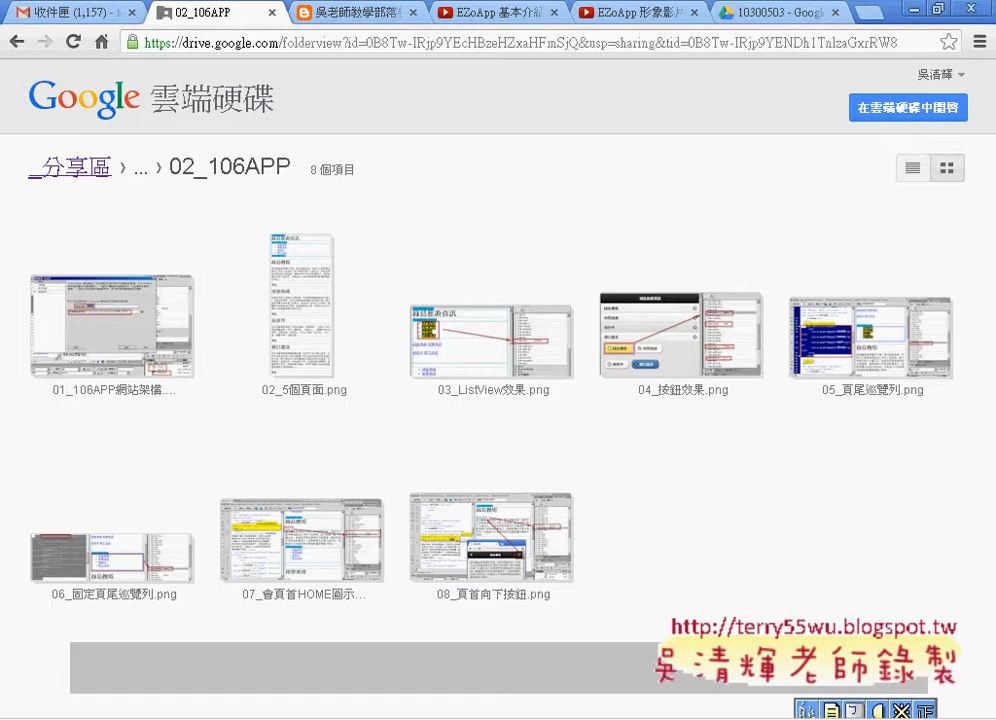 收件匣 (1,157) -
02_106APP
吳老師教學部落
EZoApp 基本介紹
EZoApp 形象影片
10300503 - Goog
https://drive.google.com/folderview?id=0B8Tw-IRjp9YEcHBzeHZxaHFmSjQ&usp=sharing&tid=0B8Tw-IRjp9YENDh1TnlzaGxrRW8
吳清輝
Google 雲端硬碟
在雲端硬碟中開啓
_分享區 › ... › 02_106APP 8 個項目
01_106APP網站架構....
02_5個頁面.png
03_ListView效果.png
04_按鈕效果.png
05_頁尾巡覽列.png
06_固定頁尾巡覽列.png
07_會頁首HOME圖示...
08_頁首向下按鈕.png
http://terry55wu.blogspot.tw
吳清輝老師錄製